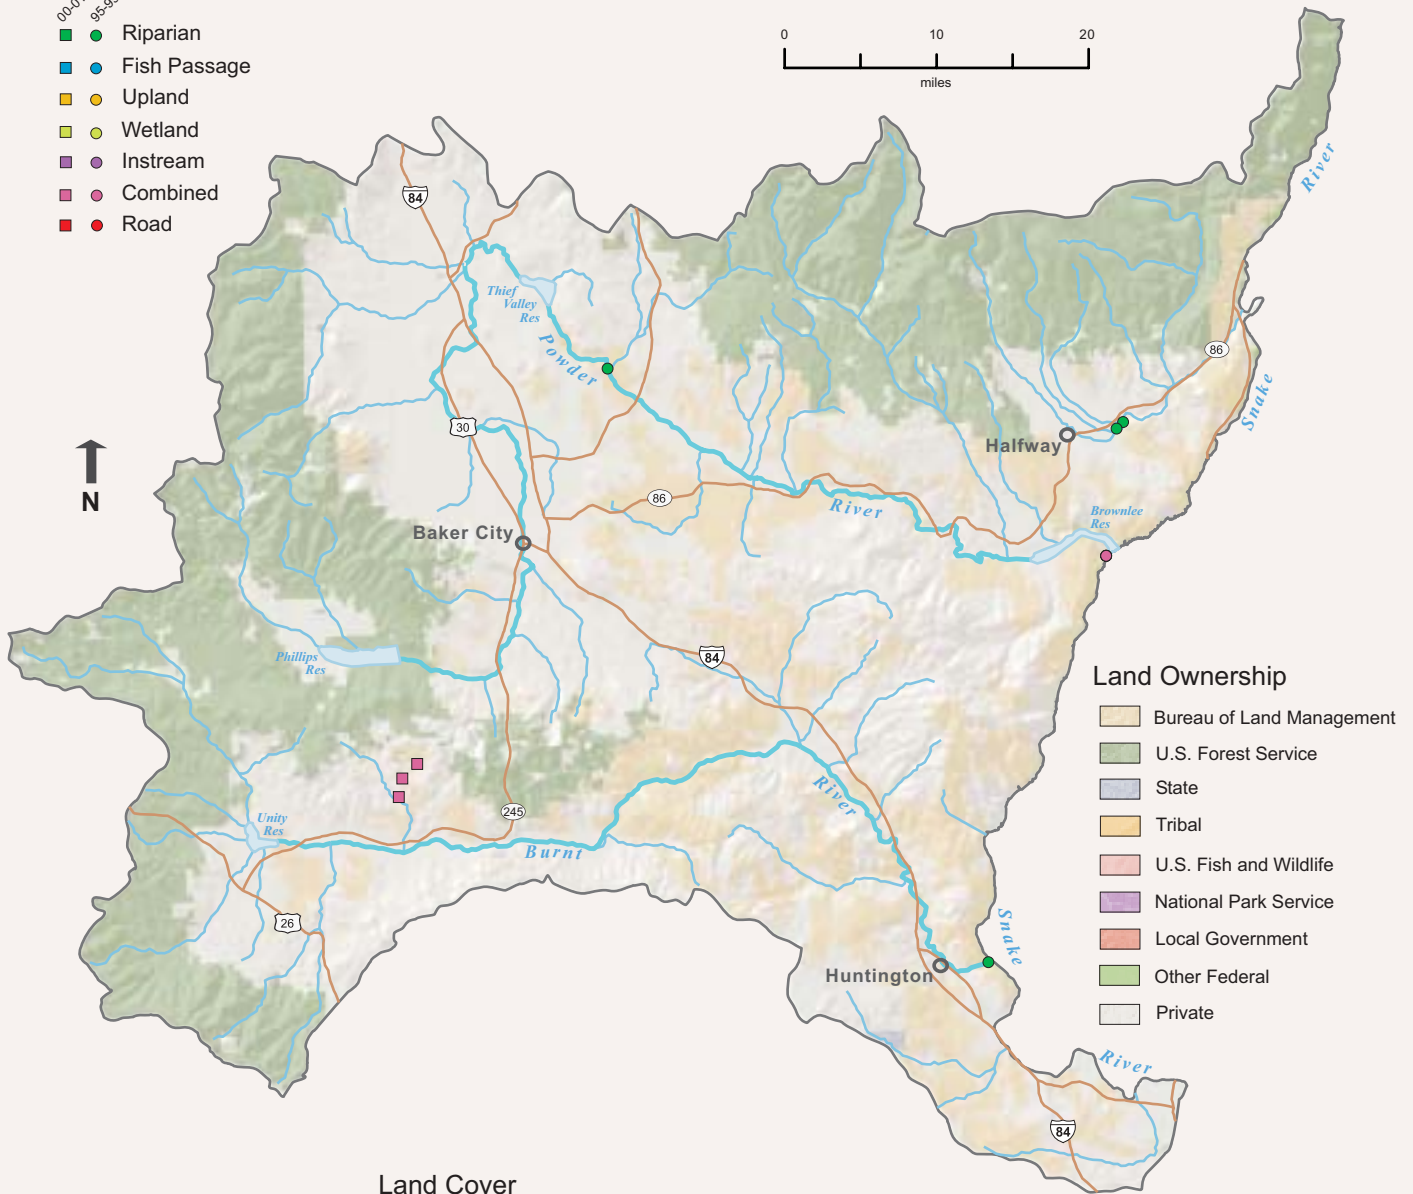 Riparian
Fish Passage
Upland
Wetland
Instream
Combined
Road
0 10 20
miles
84
River
Thief
Valley
Res
Powder
86
Snake
30
Halfway
N
86
River
Brownlee
Res
Baker City
Phillips
Res
84
Land Ownership
Bureau of Land Management
U.S. Forest Service
State
Tribal
U.S. Fish and Wildlife
National Park Service
Local Government
Other Federal
Private
River
245
Unity
Res
Burnt
26
Snake
Huntington
River
84
Land Cover